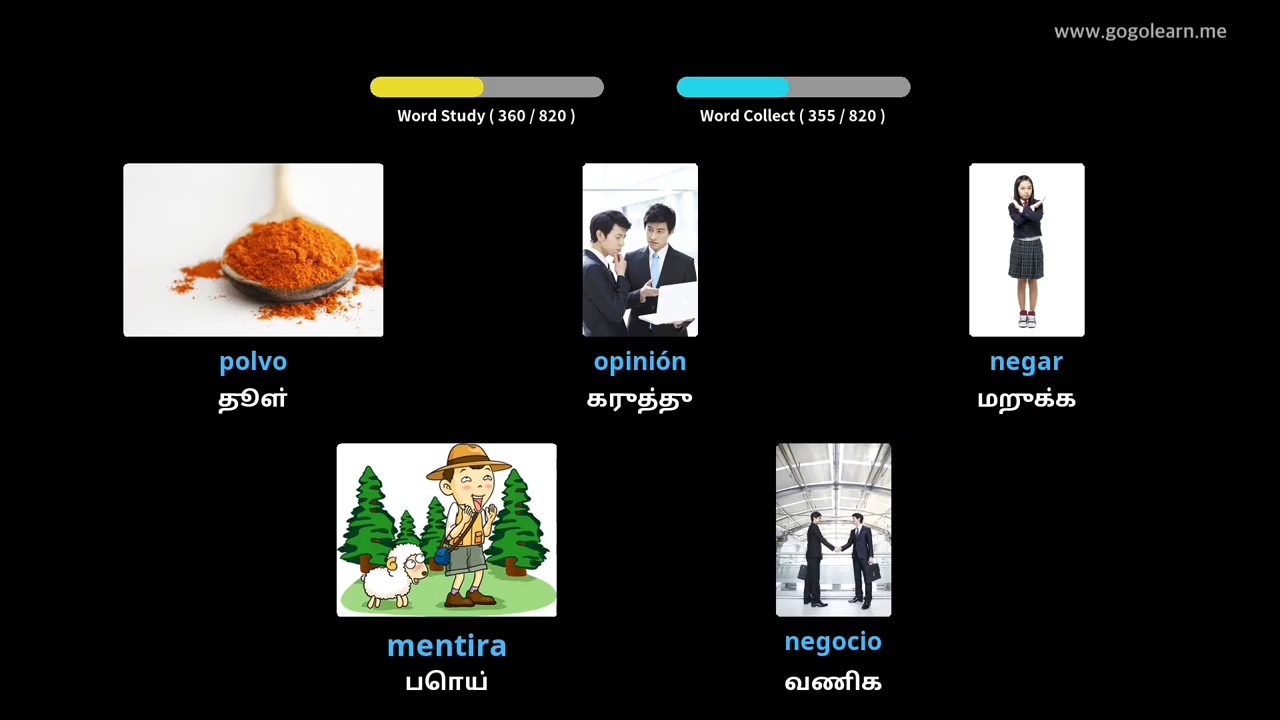 www.gogolearn.me
Word Study ( 360 / 820 )
Word Collect ( 355 / 820 )
polvo
தூள்
opinión
கருத்து
negar
மறுக்க
mentira
பொய்
negocio
வணிக